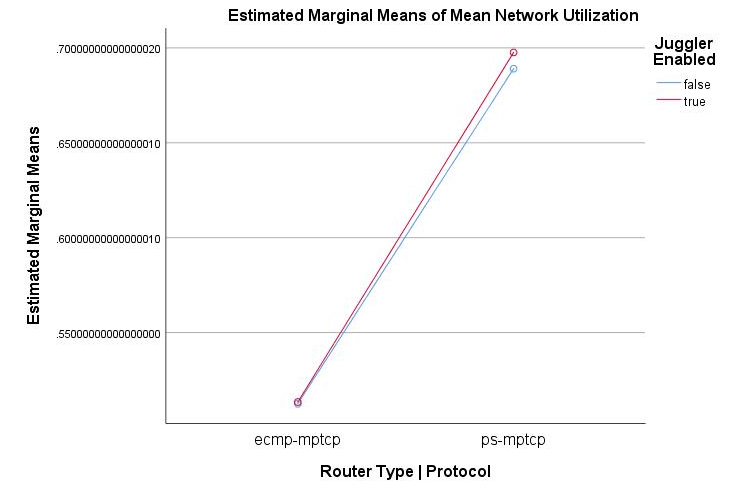 Estimated Marginal Means of Mean Network Utilization
Juggler
Enabled
false
true
Estimated Marginal Means
.70000000000000020
.65000000000000010
.60000000000000010
.55000000000000000
ecmp-mptcp
ps-mptcp
Router Type | Protocol